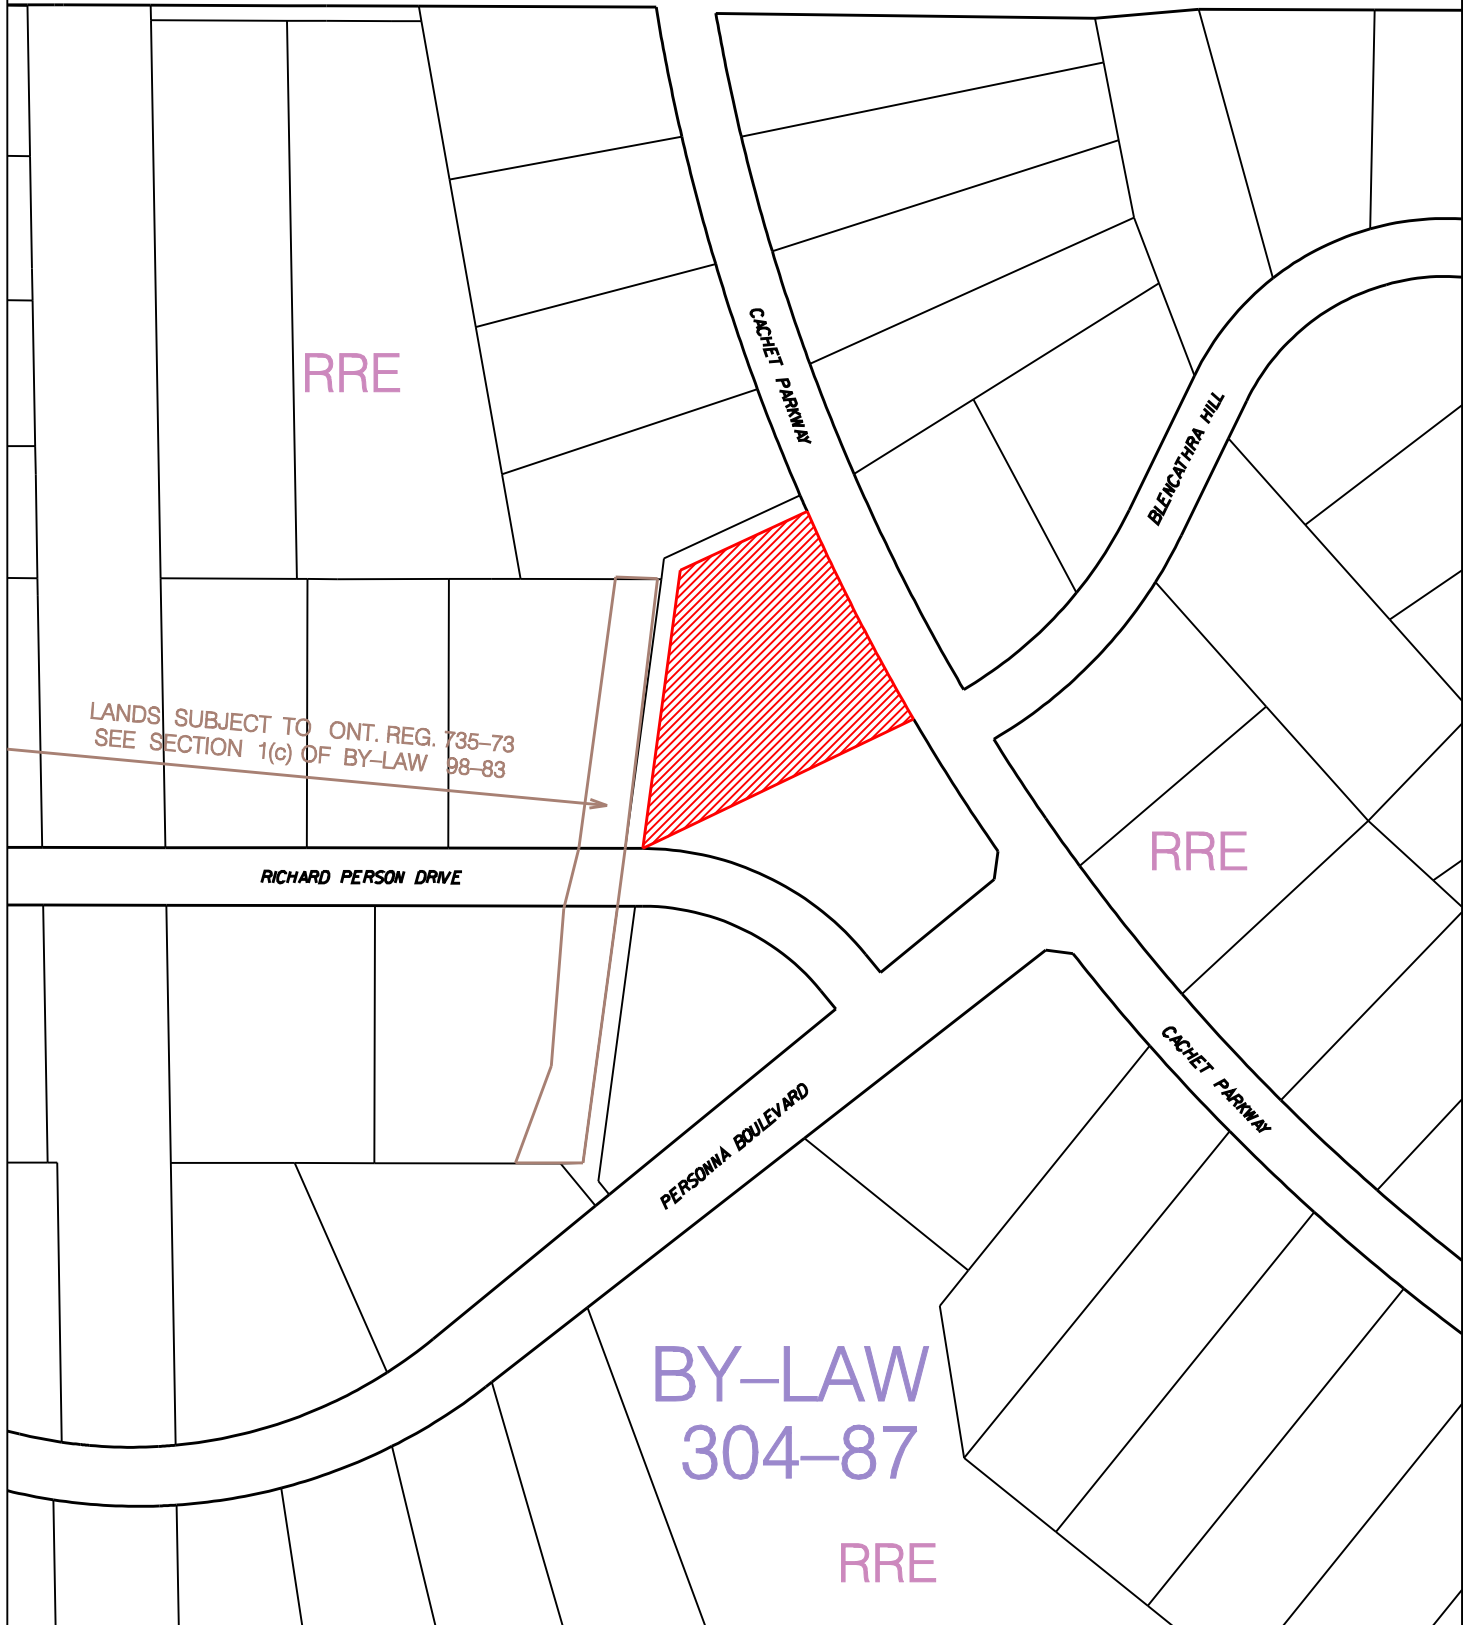 CACHET PARKWAY
RRE
BLENCATHRA HILL
LANDS SUBJECT TO ONT. REG. 735–73
SEE SECTION 1(c) OF BY–LAW 98–83
RRE
RICHARD PERSON DRIVE
CACHET PARKWAY
PERSONNA BOULEVARD
BY–LAW
304–87
RRE